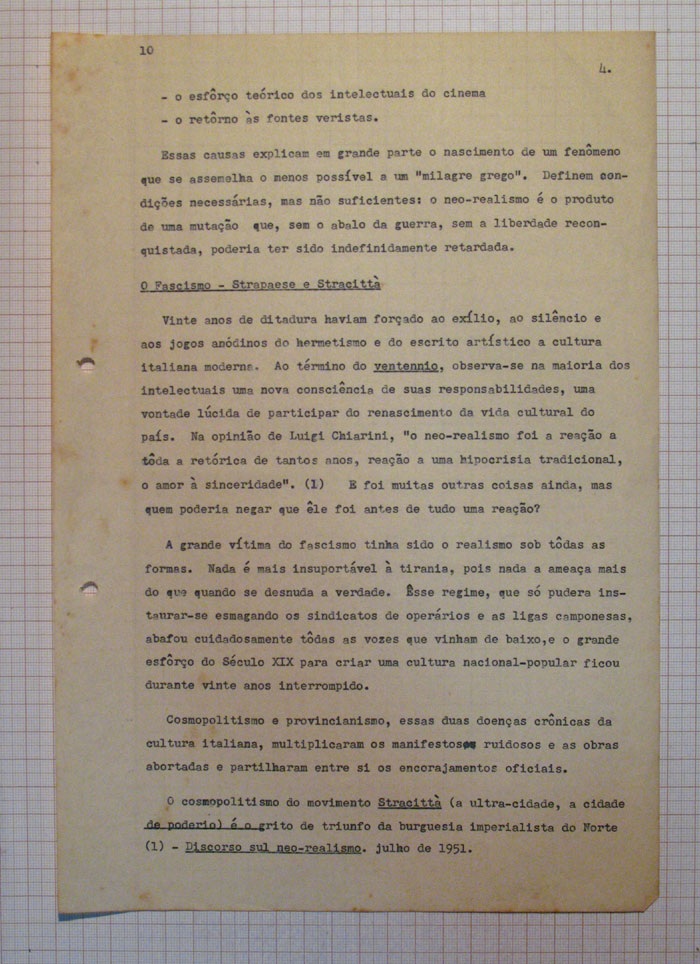 10
4.
- o esfôrço teórico dos intelectuais do cinema
- o retôrno às fontes veristas.
Essas causas explicam em grande parte o nascimento de um fenômeno
que se assemelha o menos possível a um "milagre grego". Definem con-
dições necessárias, mas não suficientes: o neo-realismo é o produto
de uma mutação que, sem o abalo da guerra, sem a liberdade recon-
quistada, poderia ter sido indefinidamente retardada.
O Fascismo - Strapaese e Stracittà
Vinte anos de ditadura haviam forçado ao exílio, ao silêncio e
aos jogos anódinos do hermetismo e do escrito artístico a cultura
italiana moderna. Ao término do ventennio, observa-se na maioria dos
intelectuais uma nova consciência de suas responsabilidades, uma
vontade lúcida de participar do renascimento da vida cultural do
país. Na opinião de Luigi Chiarini, "o neo-realismo foi a reação a
tôda a retórica de tantos anos, reação a uma hipocrisia tradicional,
o amor à sinceridade". (1) E foi muitas outras coisas ainda, mas
quem poderia negar que êle foi antes de tudo uma reação?
A grande vítima do fascismo tinha sido o realismo sob tôdas as
formas. Nada é mais insuportável à tirania, pois nada a ameaça mais
do que quando se desnuda a verdade. Êsse regime, que só pudera ins-
taurar-se esmagando os sindicatos de operários e as ligas camponesas,
abafou cuidadosamente tôdas as vozes que vinham de baixo,e o grande
esfôrço do Século XIX para criar uma cultura nacional-popular ficou
durante vinte anos interrompido.
Cosmopolitismo e provincianismo, essas duas doenças crônicas da
cultura italiana, multiplicaram os manifestos ruidosos e as obras
abortadas e partilharam entre si os encorajamentos oficiais.
O cosmopolitismo do movimento Stracittà (a ultra-cidade, a cidade
de poderio) é o grito de triunfo da burguesia imperialista do Norte
(1) - Discorso sul neo-realismo. julho de 1951.